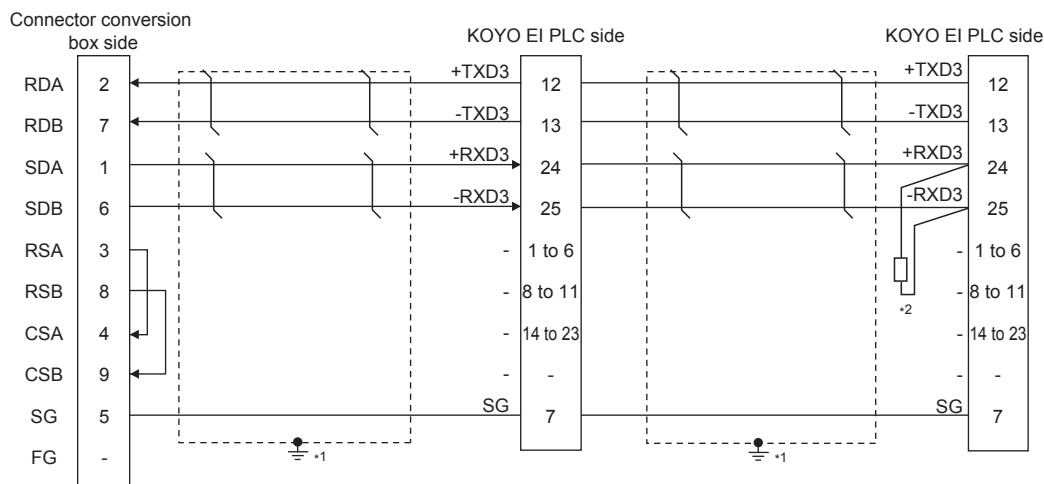 Connector conversion
box side
KOYO EI PLC side
KOYO EI PLC side
RDA 2 +TXD3 12 +TXD3 12
RDB 7 -TXD3 13 -TXD3 13
SDA 1 +RXD3 24 +RXD3 24
SDB 6 -RXD3 25 -RXD3 25
RSA 3 - 1 to 6 - 1 to 6
RSB 8 - 8 to 11 - 8 to 11
*2
CSA 4 - 14 to 23 - 14 to 23
CSB 9 - - - -
SG 5 SG 7 SG 7
FG - *1 *1